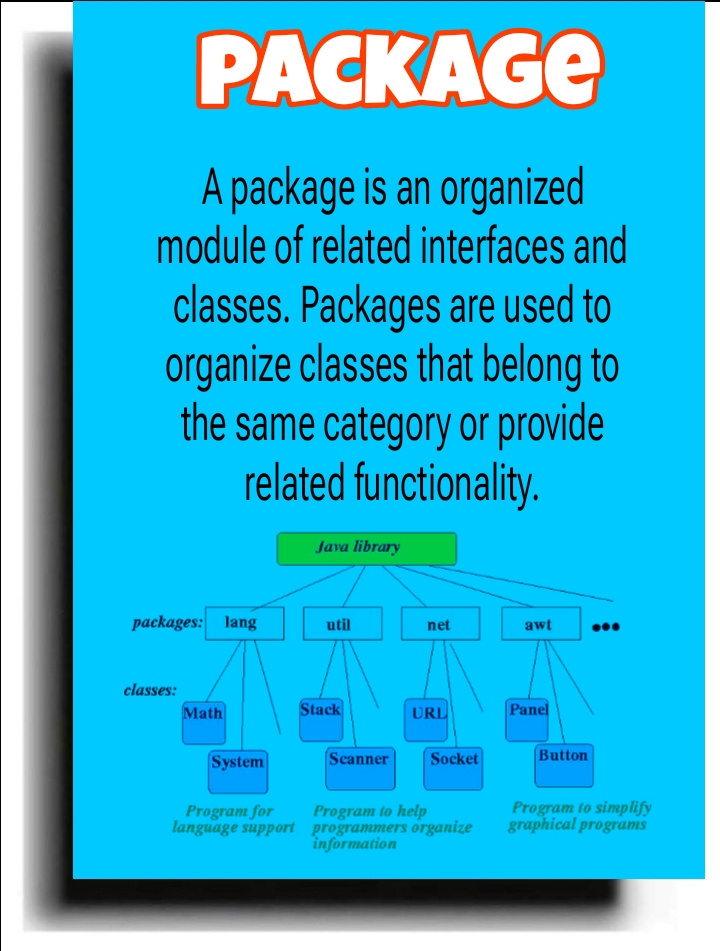 PACKAGE
A package is an organized
module of related interfaces and
classes. Packages are used to
organize classes that belong to
the same category or provide
related functionality.
Java library
packages: lang util net awt •••
classes:
Math Stack URL Panel
System Scanner Socket Button
Program for
language support
Program to help
programmers organize
information
Program to simplify
graphical programs